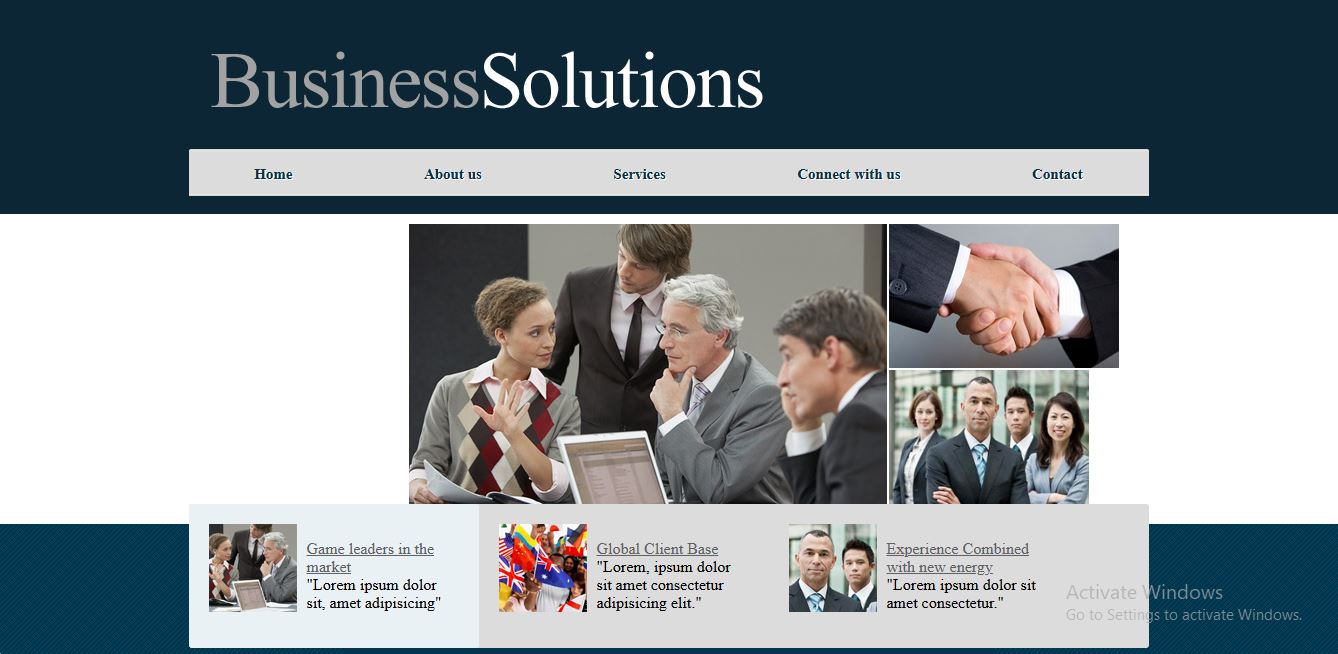 BusinessSolutions
Home About us Services Connect with us Contact
Game leaders in the
market
"Lorem ipsum dolor
sit, amet adipisicing"
Global Client Base
"Lorem, ipsum dolor
sit amet consectetur
adipisicing elit."
Experience Combined
with new energy
"Lorem ipsum dolor sit
amet consectetur."
Activate Windows
Go to Settings to activate Windows.